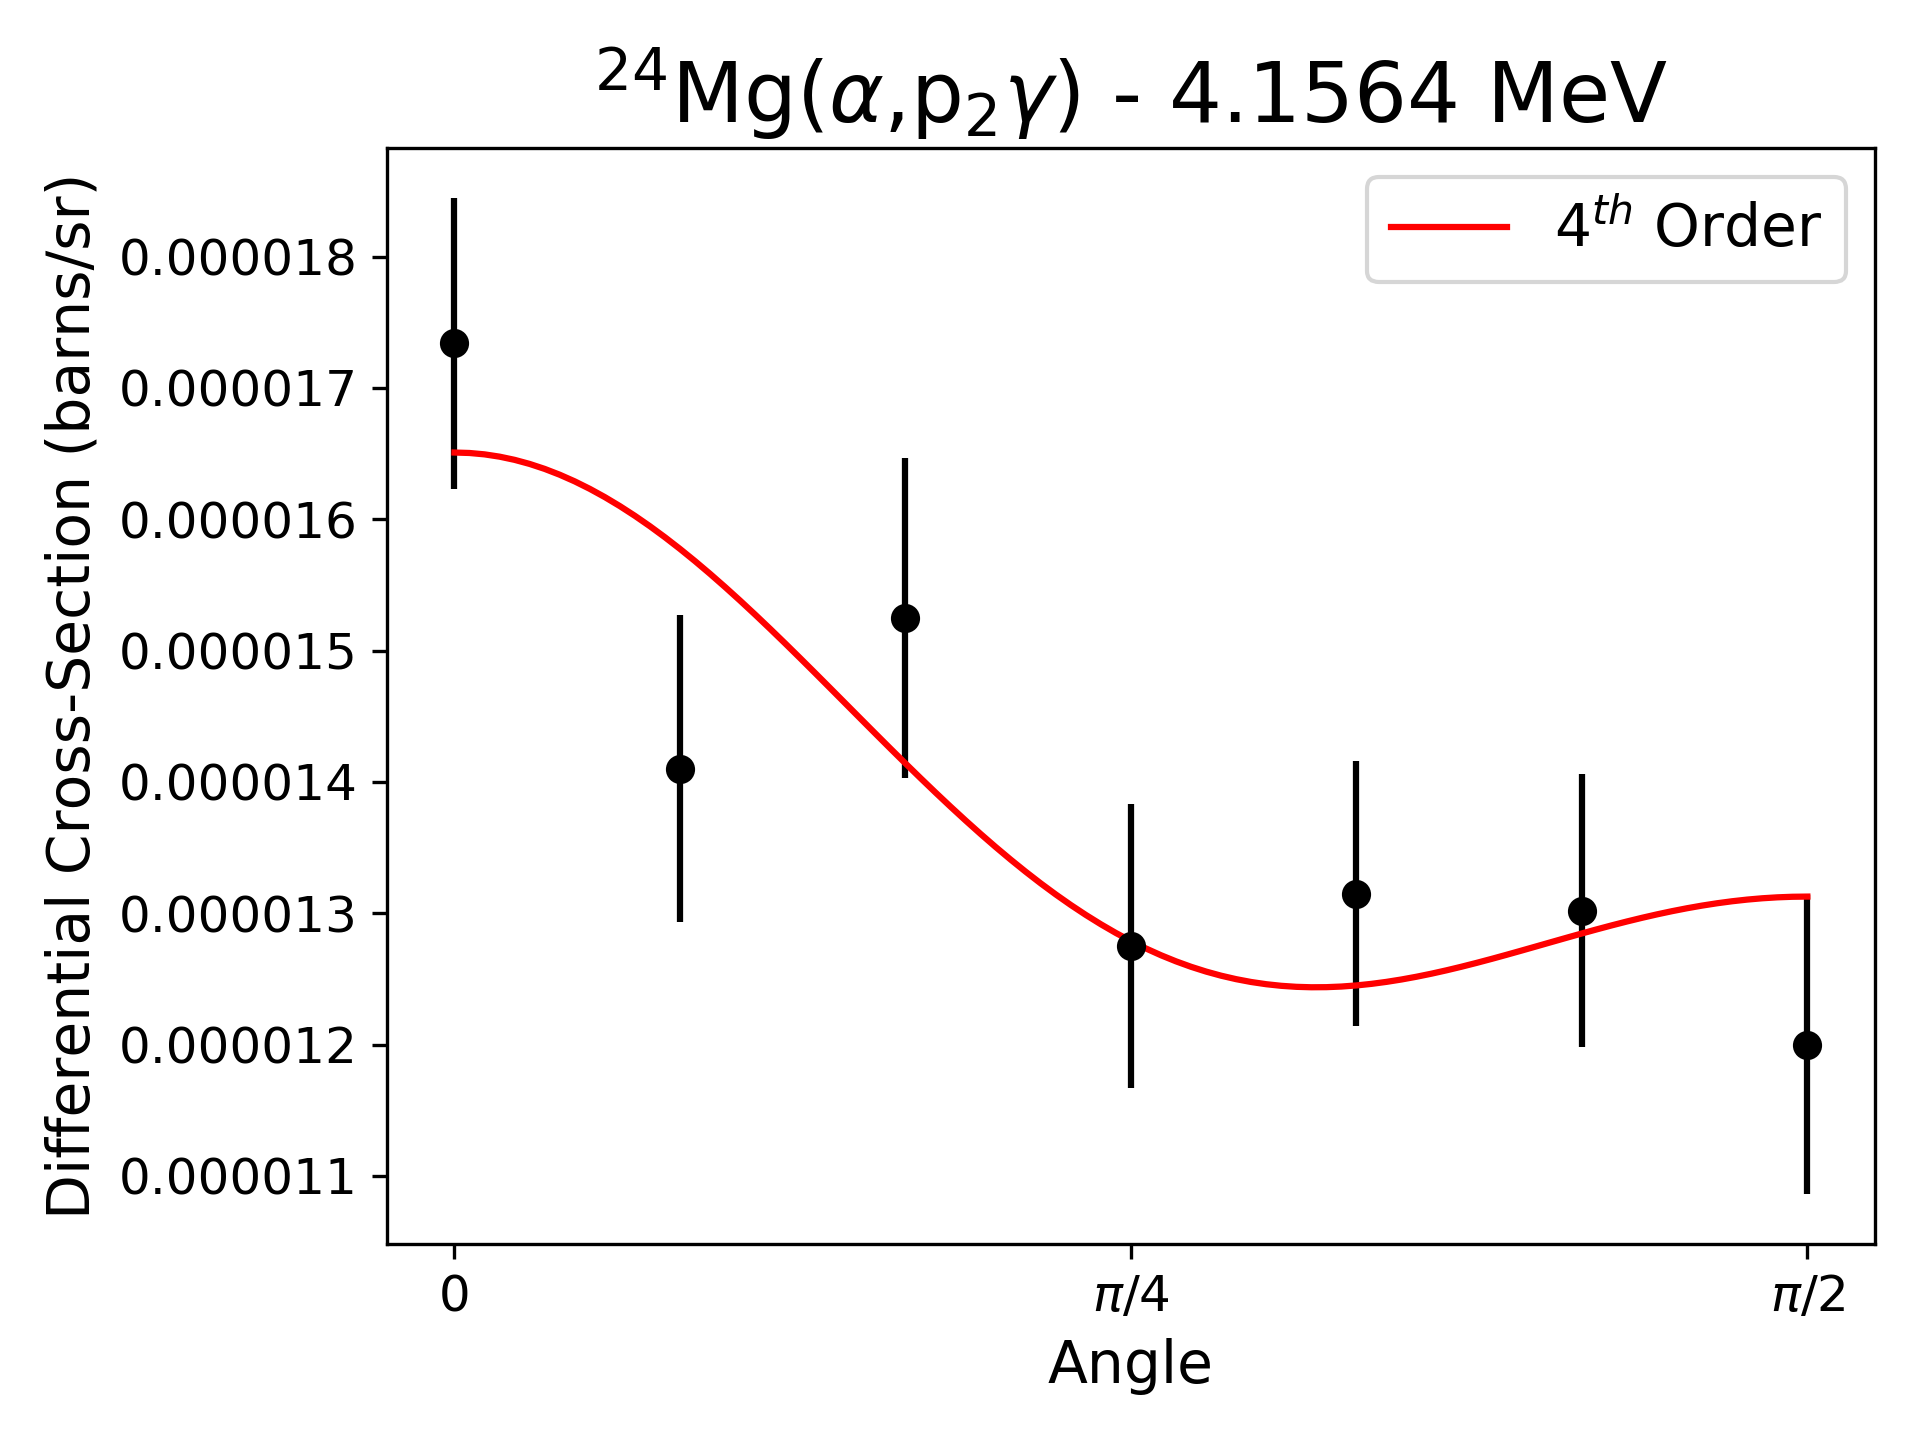 ²⁴Mg(α,p₂γ) - 4.1564 MeV
4ᵗʰ Order
Differential Cross-Section (barns/sr)
0.000018
0.000017
0.000016
0.000015
0.000014
0.000013
0.000012
0.000011
0 π/4 π/2
Angle